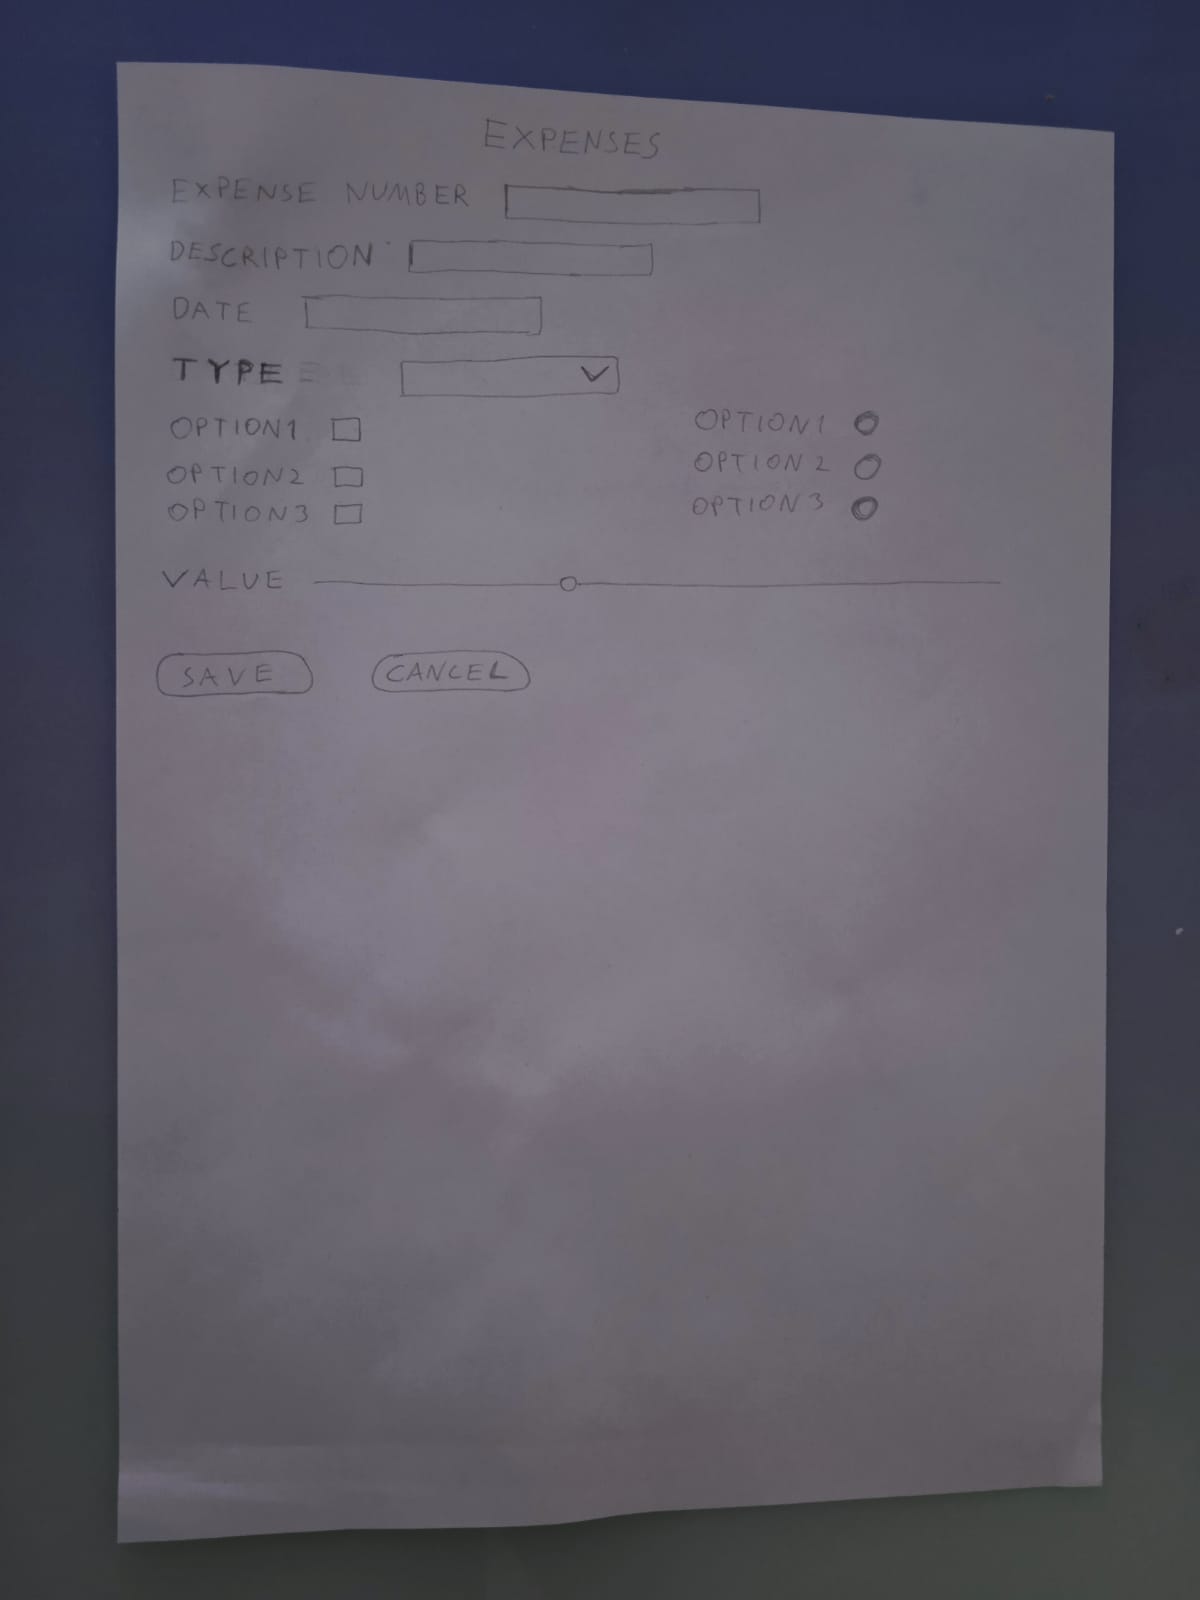 EXPENSES
EXPENSE NUMBER
DESCRIPTION
DATE
TYPE
OPTION1
OPTION2
OPTION3
OPTION1
OPTION2
OPTION3
VALUE
SAVE CANCEL